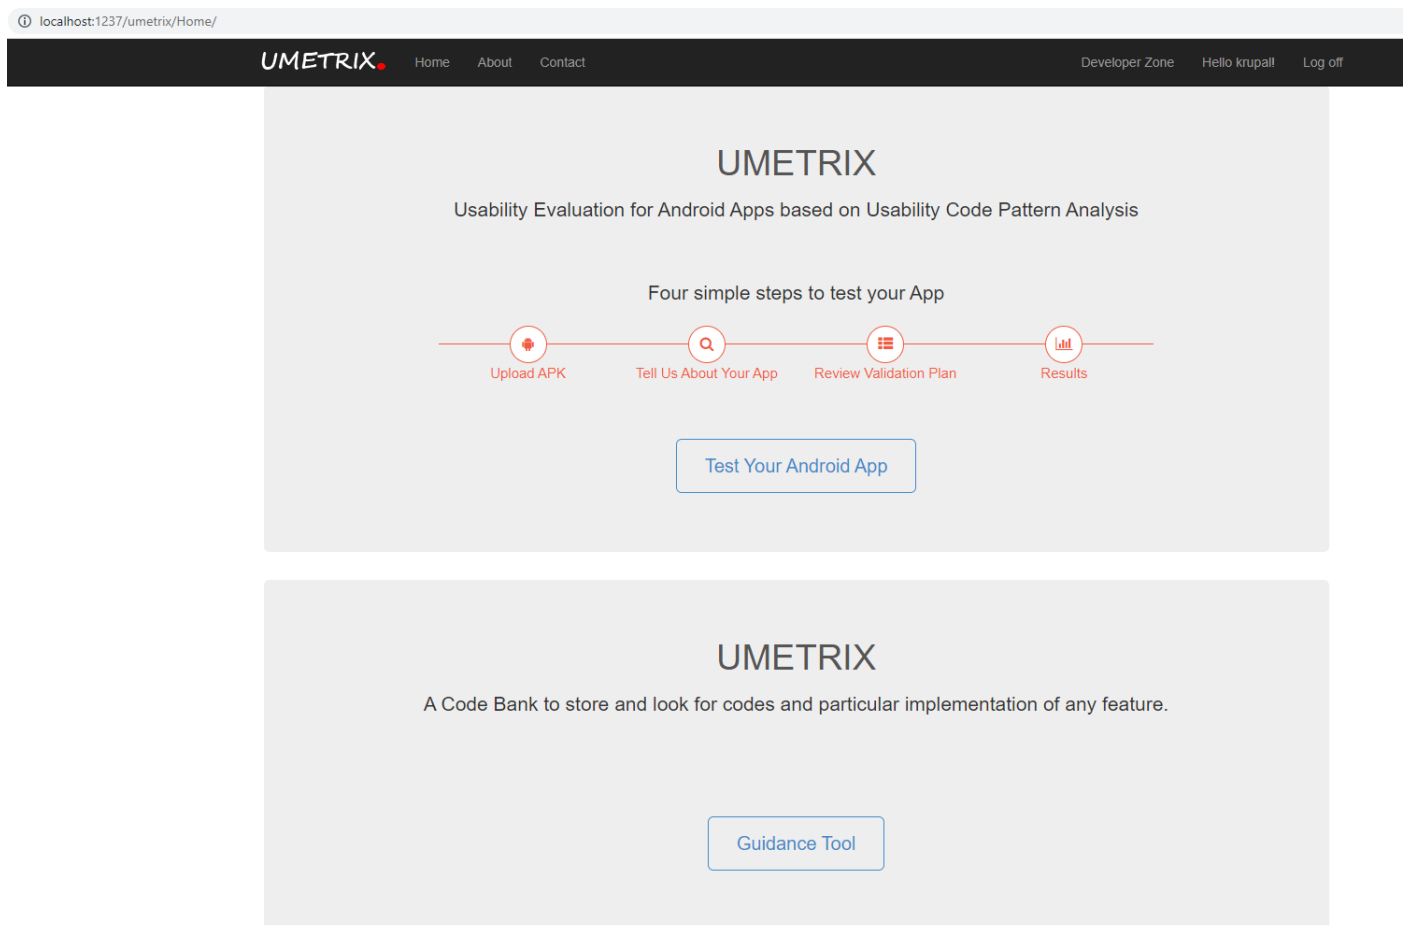 localhost:1237/umetrix/Home/
UMETRIX. Home About Contact Developer Zone Hello krupal! Log off
UMETRIX
Usability Evaluation for Android Apps based on Usability Code Pattern Analysis
Four simple steps to test your App
Upload APK Tell Us About Your App Review Validation Plan Results
Test Your Android App
UMETRIX
A Code Bank to store and look for codes and particular implementation of any feature.
Guidance Tool